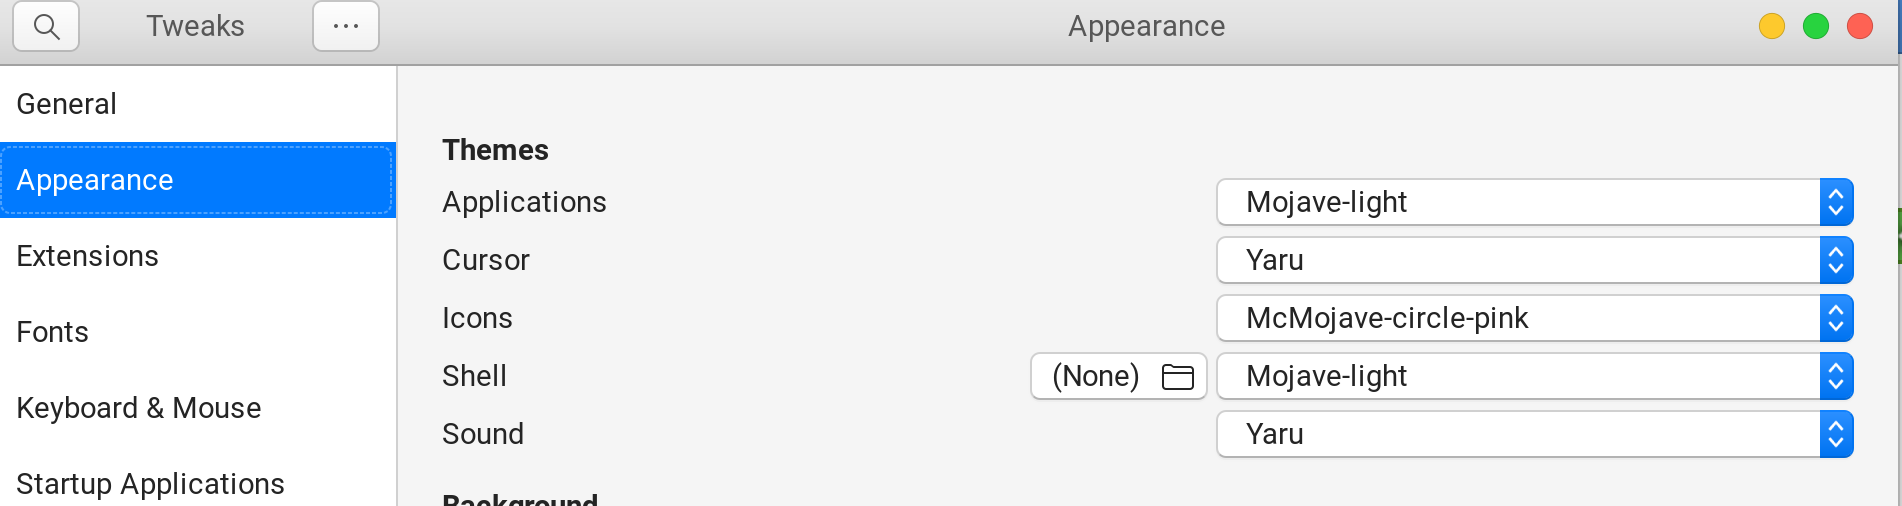 Tweaks
...
Appearance
General
Appearance
Extensions
Fonts
Keyboard & Mouse
Startup Applications
Themes
Applications Mojave-light
Cursor Yaru
Icons McMojave-circle-pink
Shell (None) Mojave-light
Sound Yaru
Background